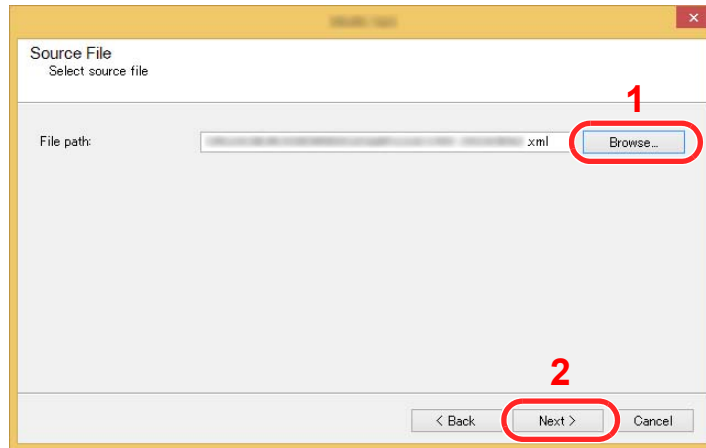 Source File
Select source file
1
File path:
.xml
Browse...
2
< Back
Next >
Cancel